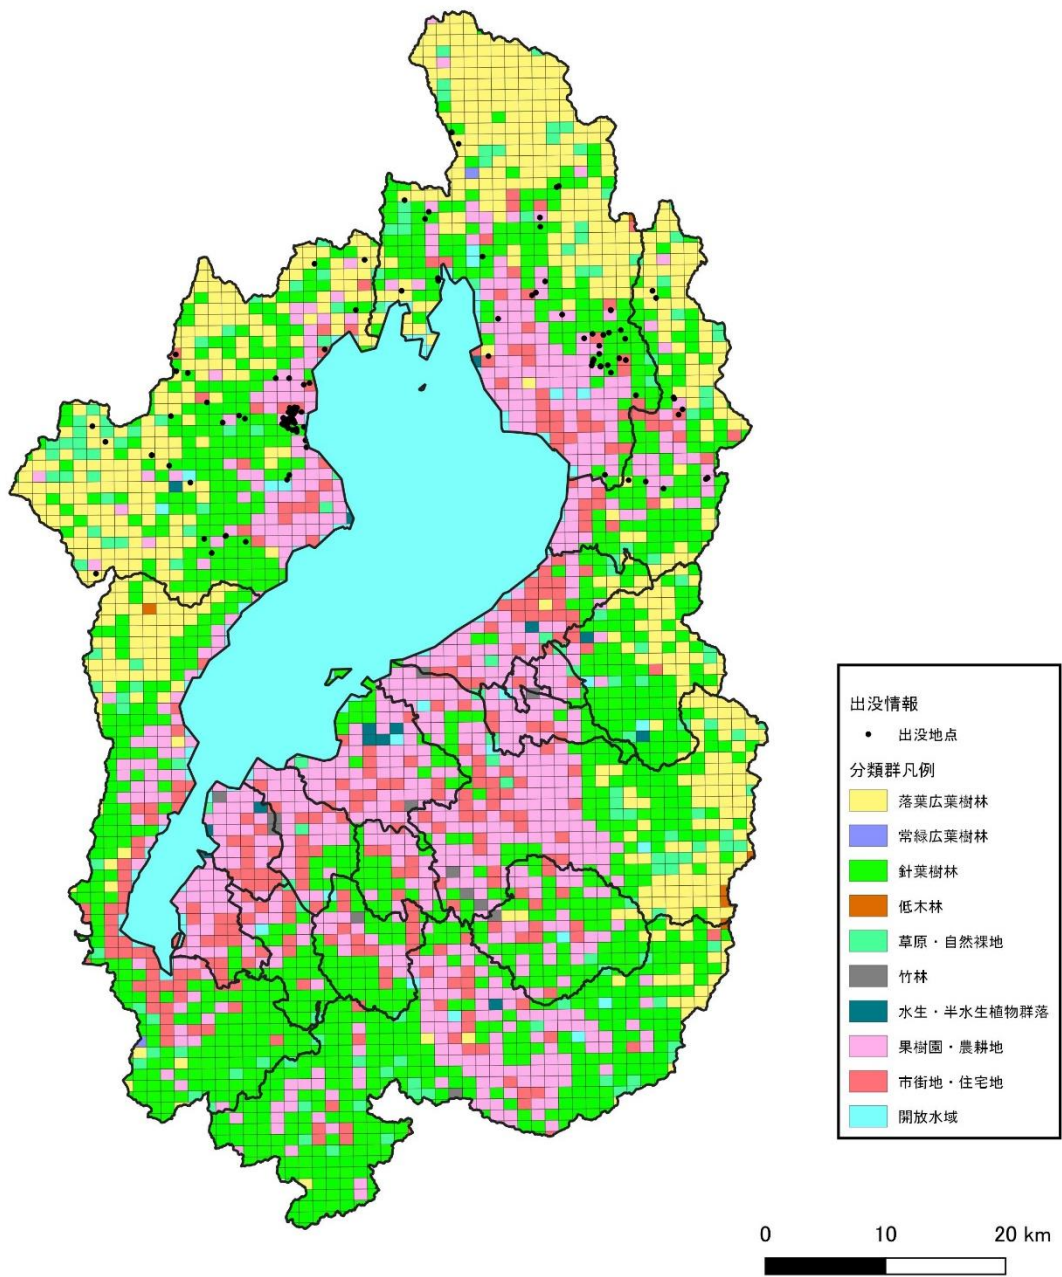 出没情報
出没地点
分類群凡例
落葉広葉樹林
常緑広葉樹林
針葉樹林
低木林
草原・自然裸地
竹林
水生・半水生植物群落
果樹園・農耕地
市街地・住宅地
開放水域
0 10 20 km